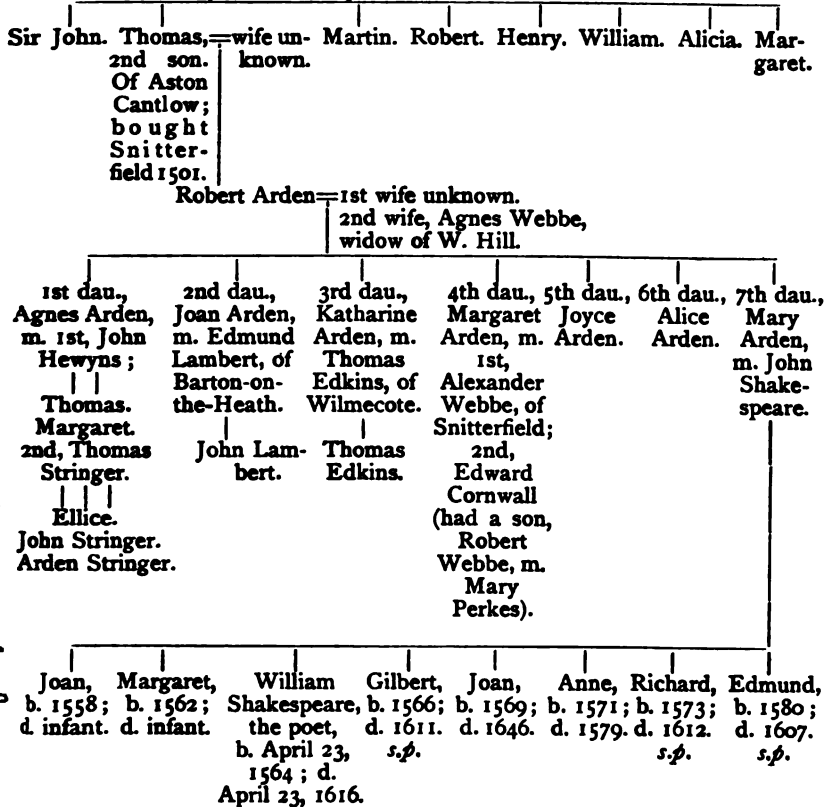 Sir John. Thomas,=wife un- Martin. Robert. Henry. William. Alicia. Mar-
2nd son. known. garet.
Of Aston
Cantlow;
bought
Snitter-
field 1501.
Robert Arden=1st wife unknown.
2nd wife, Agnes Webbe,
widow of W. Hill.
1st dau.,
Agnes Arden,
m. 1st, John
Hewyns;
Thomas.
Margaret.
2nd, Thomas
Stringer.
Ellice.
John Stringer.
Arden Stringer.
2nd dau.,
Joan Arden,
m. Edmund
Lambert, of
Barton-on-
the-Heath.
John Lam-
bert.
3rd dau.,
Katharine
Arden, m.
Thomas
Edkins, of
Wilmecote.
Thomas
Edkins.
4th dau.,
Margaret
Arden, m.
1st,
Alexander
Webbe, of
Snitterfield;
2nd,
Edward
Cornwall
(had a son,
Robert
Webbe, m.
Mary
Perkes).
5th dau.,
Joyce
Arden.
6th dau.,
Alice
Arden.
7th dau.,
Mary
Arden,
m. John
Shake-
speare.
Joan,
b. 1558;
d. infant.
Margaret,
b. 1562;
d. infant.
William
Shakespeare,
the poet,
b. April 23,
1564; d.
April 23, 1616.
Gilbert,
b. 1566;
d. 1611.
s.p.
Joan,
b. 1569;
d. 1646.
Anne,
b. 1571;
d. 1579.
Richard,
b. 1573;
d. 1612.
s.p.
Edmund,
b. 1580;
d. 1607.
s.p.